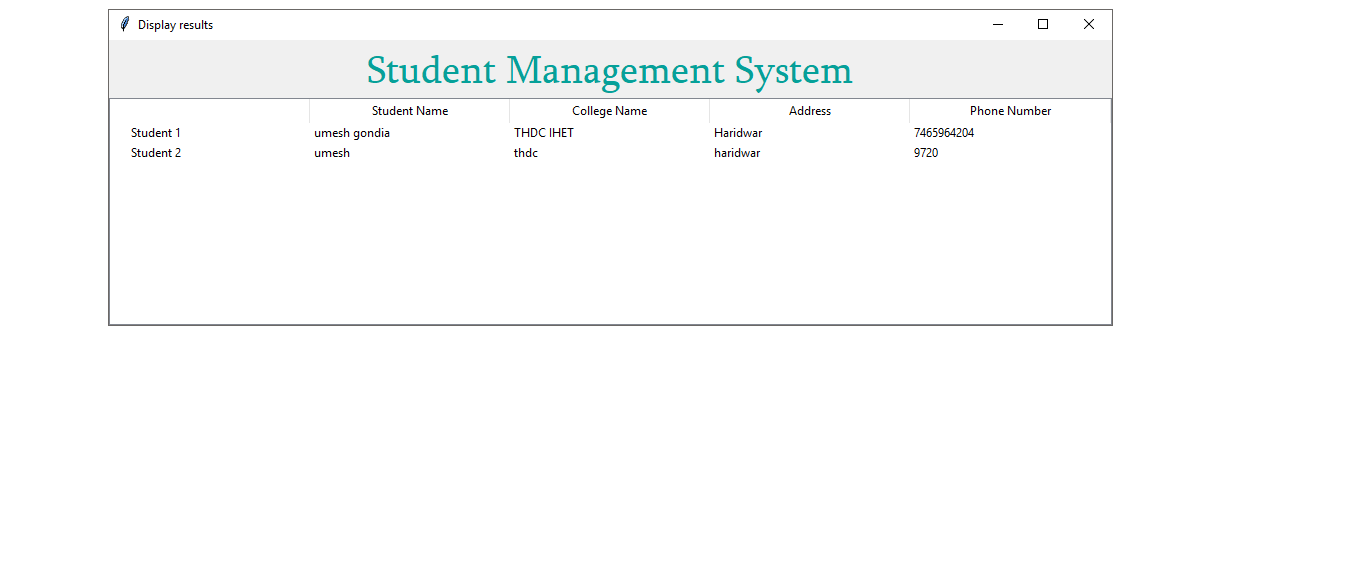 Display results
Student Management System
Student Name College Name Address Phone Number
Student 1 umesh gondia THDC IHET Haridwar 7465964204
Student 2 umesh thdc haridwar 9720